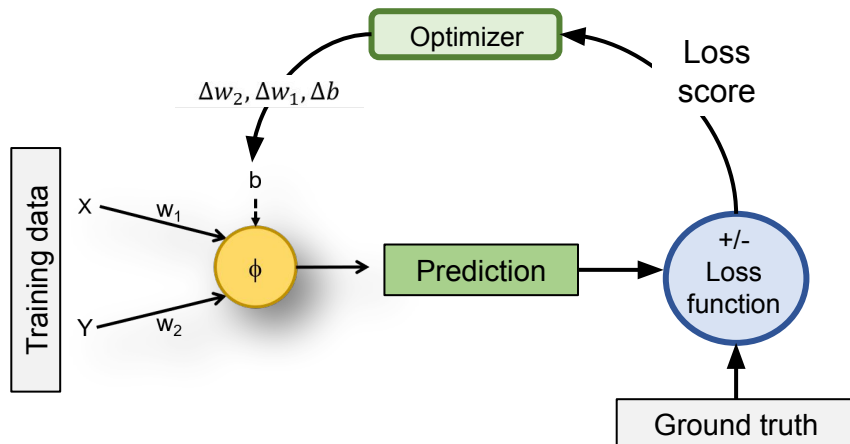 Optimizer
Loss
score
Δw₂, Δw₁, Δb
Training data
b
X
w₁
ϕ
Y
w₂
Prediction
+/-
Loss
function
Ground truth